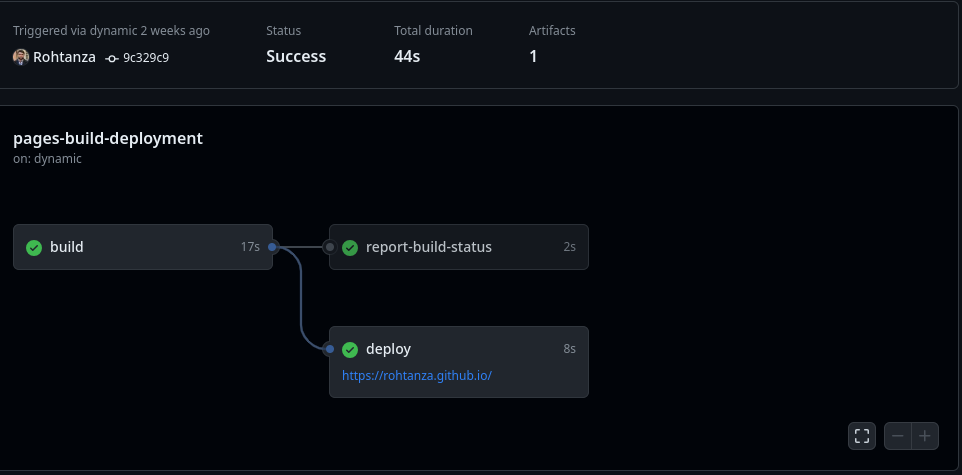 Triggered via dynamic 2 weeks ago
Status
Total duration
Artifacts
Rohtanza 9c329c9
Success
44s
1
pages-build-deployment
on: dynamic
build 17s
report-build-status 2s
deploy 8s
https://rohtanza.github.io/